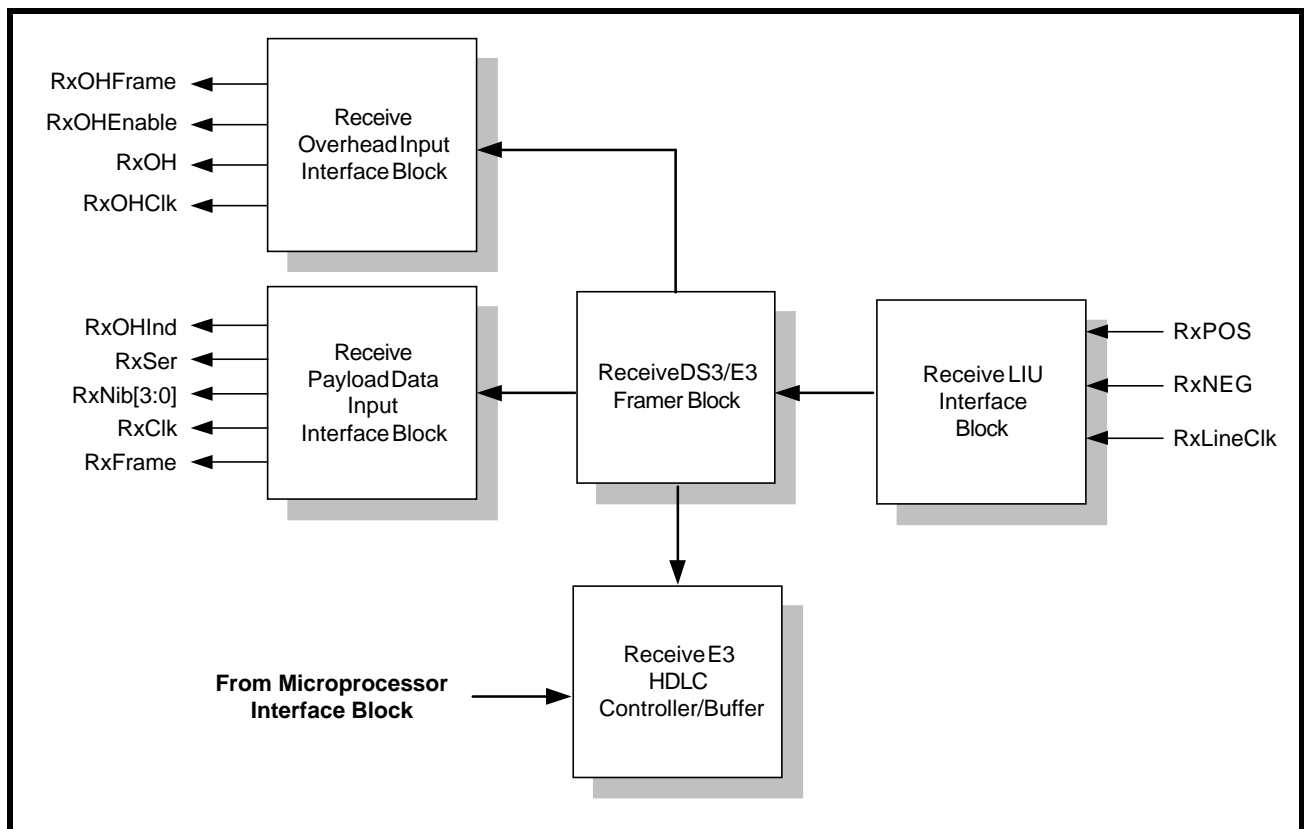 RxOHFrame
RxOHEnable
RxOH
RxOHClk
Receive
Overhead Input
Interface Block
RxOHInd
RxSer
RxNib[3:0]
RxClk
RxFrame
Receive
Payload Data
Input
Interface Block
Receive DS3/E3
Framer Block
Receive LIU
Interface
Block
RxPOS
RxNEG
RxLineClk
From Microprocessor
Interface Block
Receive E3
HDLC
Controller/Buffer